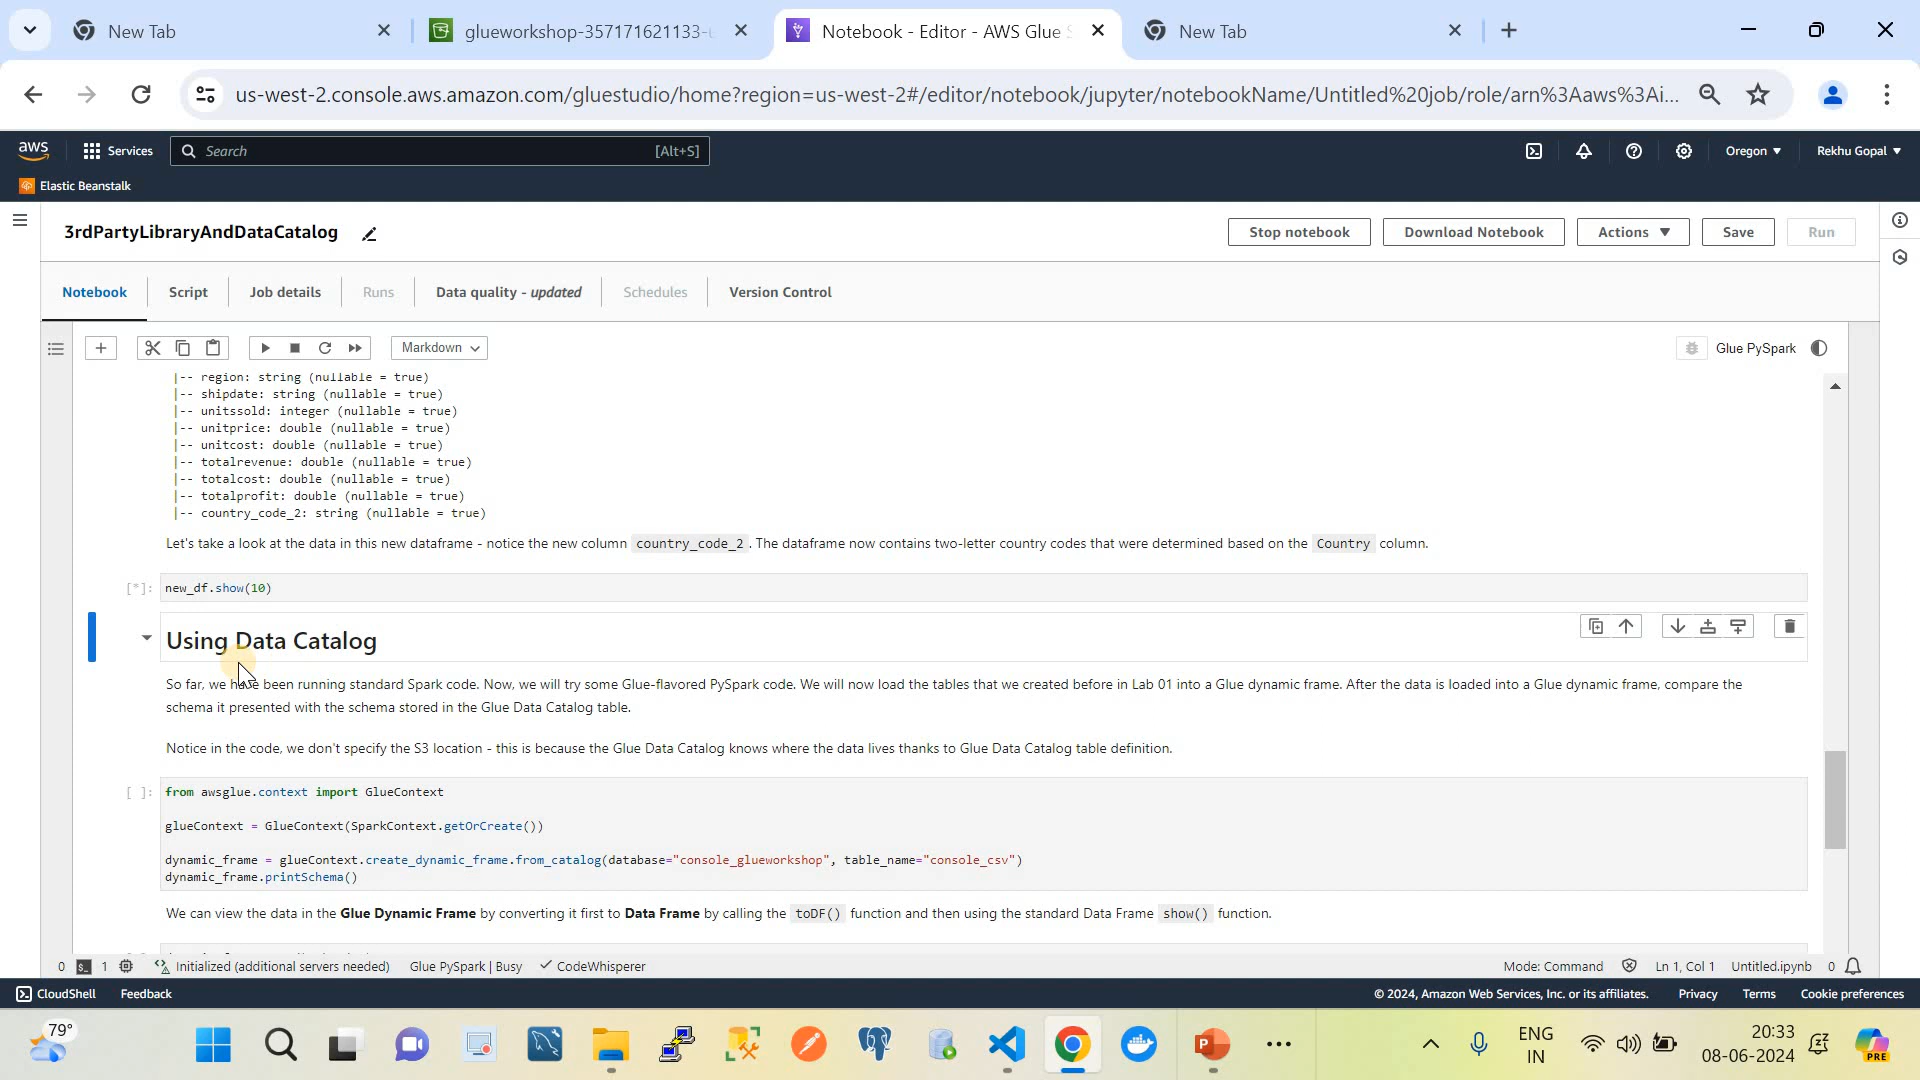 New Tab
glueworkshop-357171621133-u
Notebook - Editor - AWS Glue S
New Tab
us-west-2.console.aws.amazon.com/gluestudio/home?region=us-west-2#/editor/notebook/jupyter/notebookName/Untitled%20job/role/arn%3Aaws%3Ai...
aws
Services
Search
[Alt+S]
Oregon
Rekhu Gopal
Elastic Beanstalk
3rdPartyLibraryAndDataCatalog
Stop notebook
Download Notebook
Actions
Save
Run
Notebook
Script
Job details
Runs
Data quality - updated
Schedules
Version Control
Markdown
Glue PySpark
|-- region: string (nullable = true)
|-- shipdate: string (nullable = true)
|-- unitssold: integer (nullable = true)
|-- unitprice: double (nullable = true)
|-- unitcost: double (nullable = true)
|-- totalrevenue: double (nullable = true)
|-- totalcost: double (nullable = true)
|-- totalprofit: double (nullable = true)
|-- country_code_2: string (nullable = true)
Let's take a look at the data in this new dataframe - notice the new column country_code_2 . The dataframe now contains two-letter country codes that were determined based on the Country column.
[*]: new_df.show(10)
Using Data Catalog
So far, we have been running standard Spark code. Now, we will try some Glue-flavored PySpark code. We will now load the tables that we created before in Lab 01 into a Glue dynamic frame. After the data is loaded into a Glue dynamic frame, compare the
schema it presented with the schema stored in the Glue Data Catalog table.
Notice in the code, we don't specify the S3 location - this is because the Glue Data Catalog knows where the data lives thanks to Glue Data Catalog table definition.
[ ]: from awsglue.context import GlueContext
glueContext = GlueContext(SparkContext.getOrCreate())
dynamic_frame = glueContext.create_dynamic_frame.from_catalog(database="console_glueworkshop", table_name="console_csv")
dynamic_frame.printSchema()
We can view the data in the Glue Dynamic Frame by converting it first to Data Frame by calling the toDF() function and then using the standard Data Frame show() function.
0
1
Initialized (additional servers needed)
Glue PySpark | Busy
CodeWhisperer
Mode: Command
Ln 1, Col 1
Untitled.ipynb
0
CloudShell
Feedback
© 2024, Amazon Web Services, Inc. or its affiliates.
Privacy
Terms
Cookie preferences
79°
ENG
IN
20:33
08-06-2024
PRE